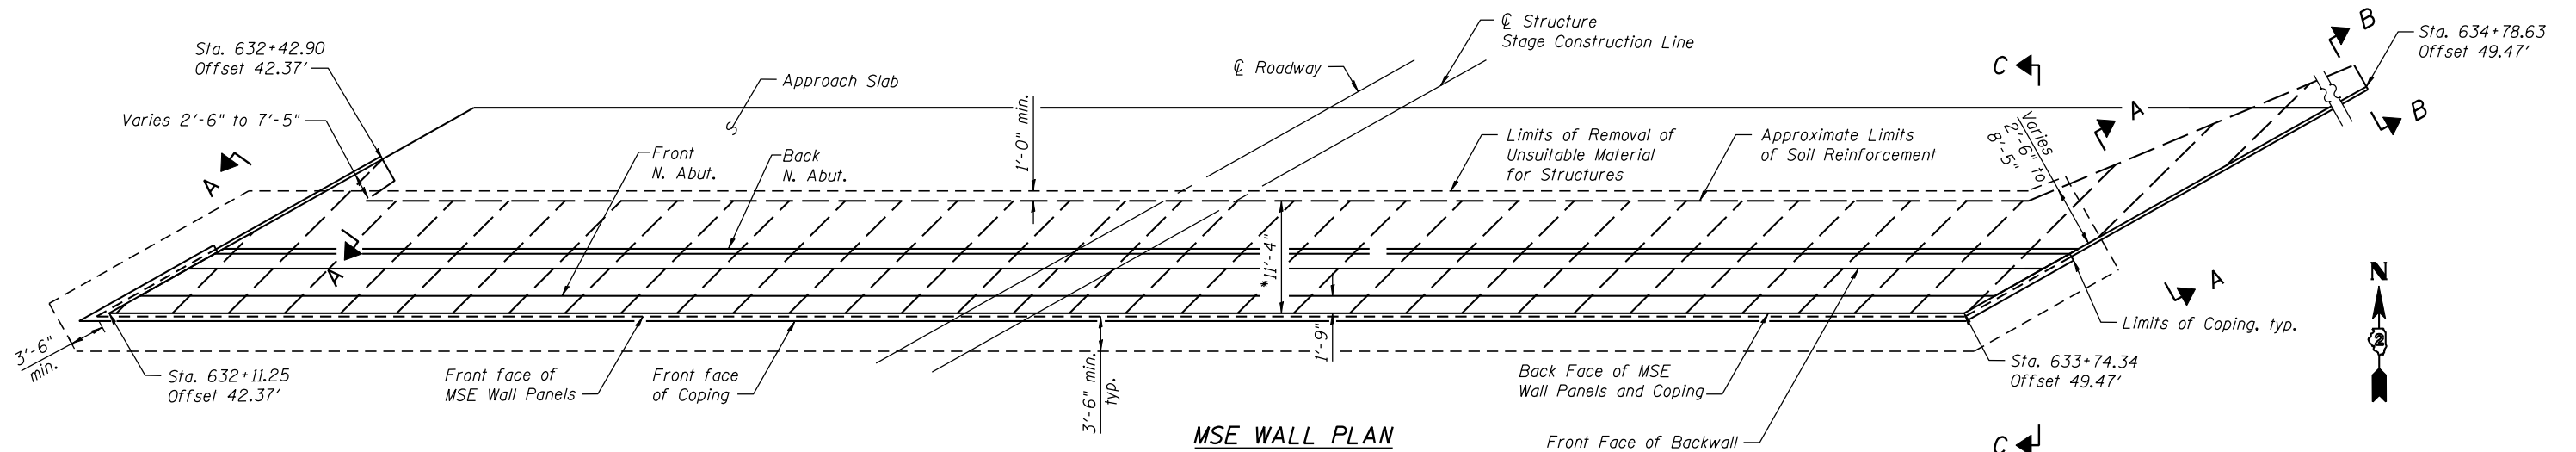 Sta. 632+42.90
Offset 42.37'
Varies 2'-6" to 7'-5"
Approach Slab
Front
N. Abut.
Back
N. Abut.
1'-0" min.
℄ Roadway
℄ Structure
Stage Construction Line
Limits of Removal of
Unsuitable Material
for Structures
Approximate Limits
of Soil Reinforcement
C
A
B
B
Sta. 634+78.63
Offset 49.47'
Varies
2'-6" to
8'-5"
A
A
A
*11'-4"
1'-9"
N
2
3'-6"
min.
Sta. 632+11.25
Offset 42.37'
Front face of
MSE Wall Panels
Front face
of Coping
3'-6" min.
typ.
Back Face of MSE
Wall Panels and Coping
Front Face of Backwall
Limits of Coping, typ.
Sta. 633+74.34
Offset 49.47'
C
MSE WALL PLAN